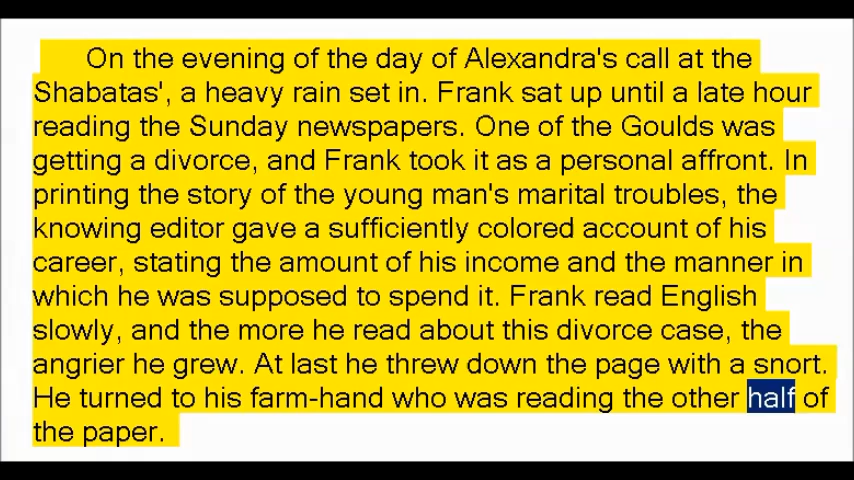 On the evening of the day of Alexandra's call at the
Shabatas', a heavy rain set in. Frank sat up until a late hour
reading the Sunday newspapers. One of the Goulds was
getting a divorce, and Frank took it as a personal affront. In
printing the story of the young man's marital troubles, the
knowing editor gave a sufficiently colored account of his
career, stating the amount of his income and the manner in
which he was supposed to spend it. Frank read English
slowly, and the more he read about this divorce case, the
angrier he grew. At last he threw down the page with a snort.
He turned to his farm-hand who was reading the other half of
the paper.